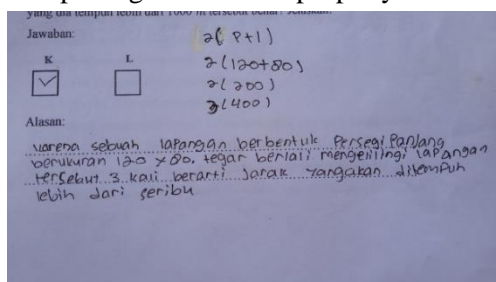 yang dia tempuh lebih dari 1000 m tersebut benar? Jelaskan.
Jawaban:
K L
2( P+l)
2(120+80)
2(200)
3(400)
Alasan:
karena sebuah lapangan berbentuk Persegi Panjang
berukuran 120 x 80. tegar berlari mengelilingi lapangan
tersebut 3 kali berarti Jarak yang akan ditempuh
lebih dari seribu